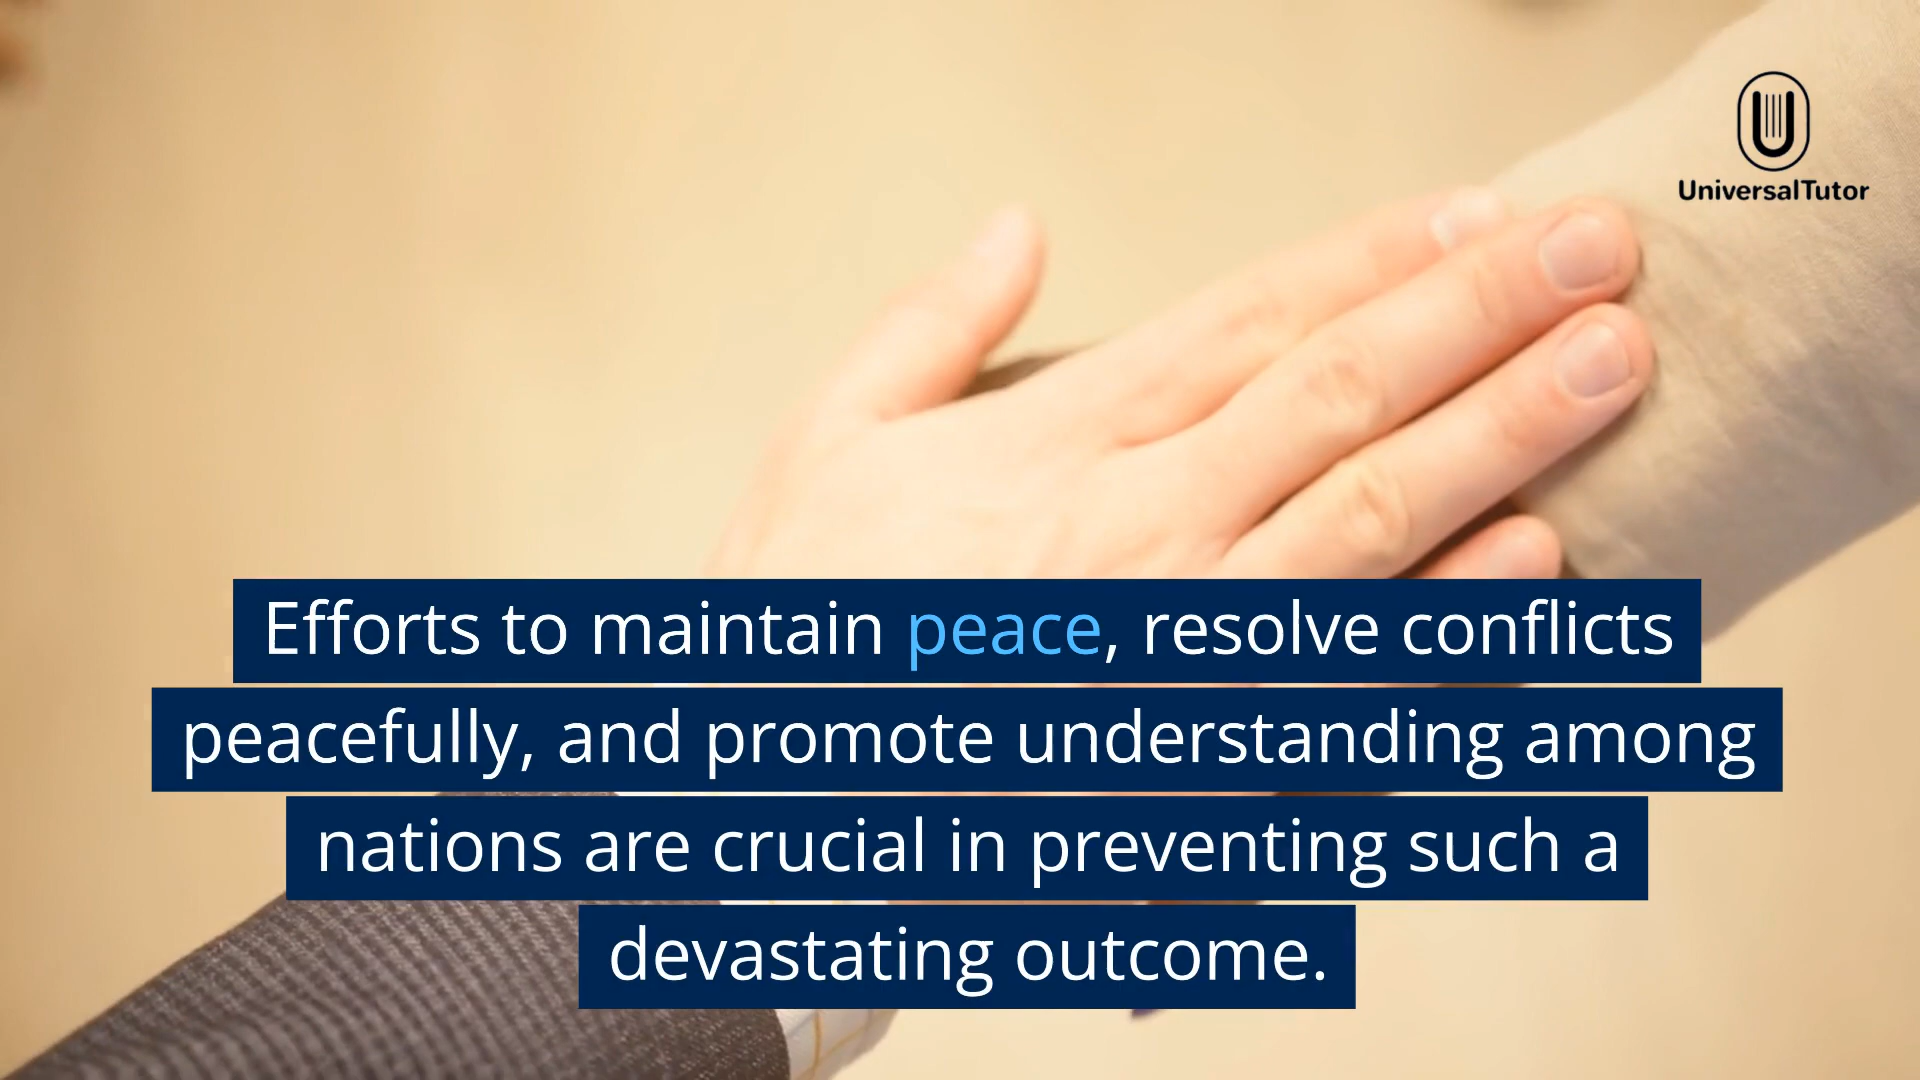 UniversalTutor
Efforts to maintain peace, resolve conflicts
peacefully, and promote understanding among
nations are crucial in preventing such a
devastating outcome.